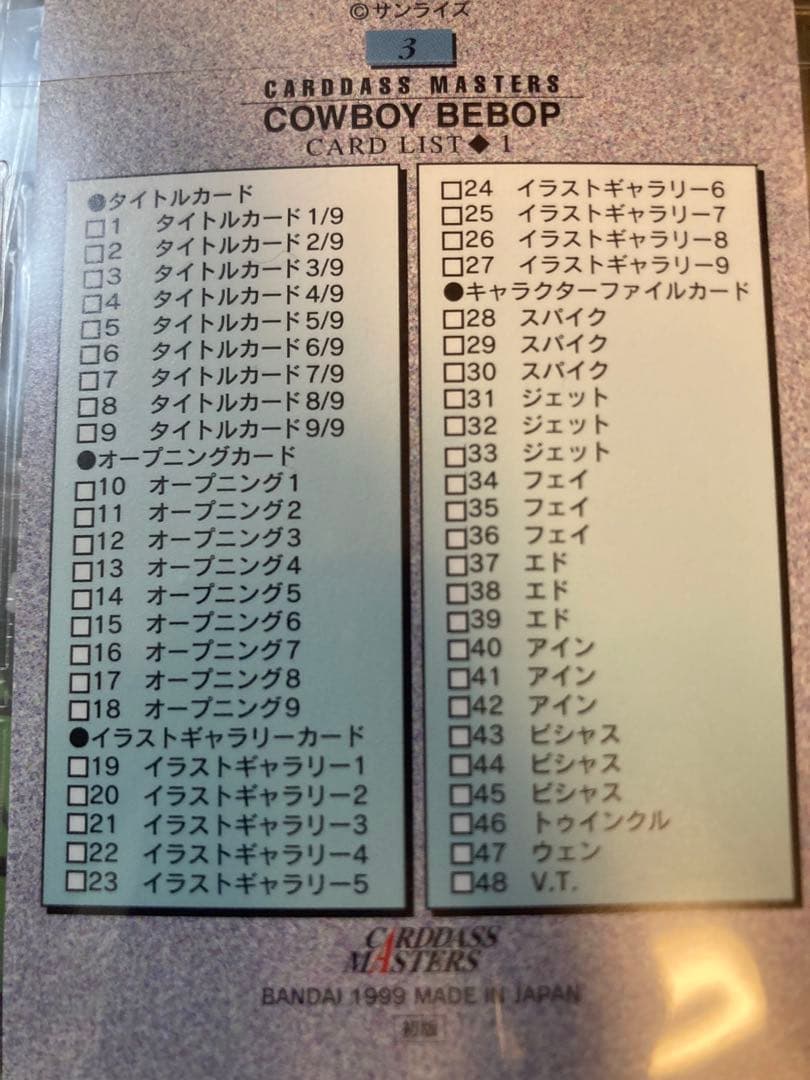 ©サンライズ
3
CARDDASS MASTERS
COWBOY BEBOP
CARD LIST◆1
●タイトルカード
□1 タイトルカード1/9
□2 タイトルカード2/9
□3 タイトルカード3/9
□4 タイトルカード4/9
□5 タイトルカード5/9
□6 タイトルカード6/9
□7 タイトルカード7/9
□8 タイトルカード8/9
□9 タイトルカード9/9
●オープニングカード
□10 オープニング1
□11 オープニング2
□12 オープニング3
□13 オープニング4
□14 オープニング5
□15 オープニング6
□16 オープニング7
□17 オープニング8
□18 オープニング9
●イラストギャラリーカード
□19 イラストギャラリー1
□20 イラストギャラリー2
□21 イラストギャラリー3
□22 イラストギャラリー4
□23 イラストギャラリー5
□24 イラストギャラリー6
□25 イラストギャラリー7
□26 イラストギャラリー8
□27 イラストギャラリー9
●キャラクターファイルカード
□28 スパイク
□29 スパイク
□30 スパイク
□31 ジェット
□32 ジェット
□33 ジェット
□34 フェイ
□35 フェイ
□36 フェイ
□37 エド
□38 エド
□39 エド
□40 アイン
□41 アイン
□42 アイン
□43 ビシャス
□44 ビシャス
□45 ビシャス
□46 トゥインクル
□47 ウェン
□48 V.T.
CARDDASS
MASTERS
BANDAI 1999 MADE IN JAPAN
初版